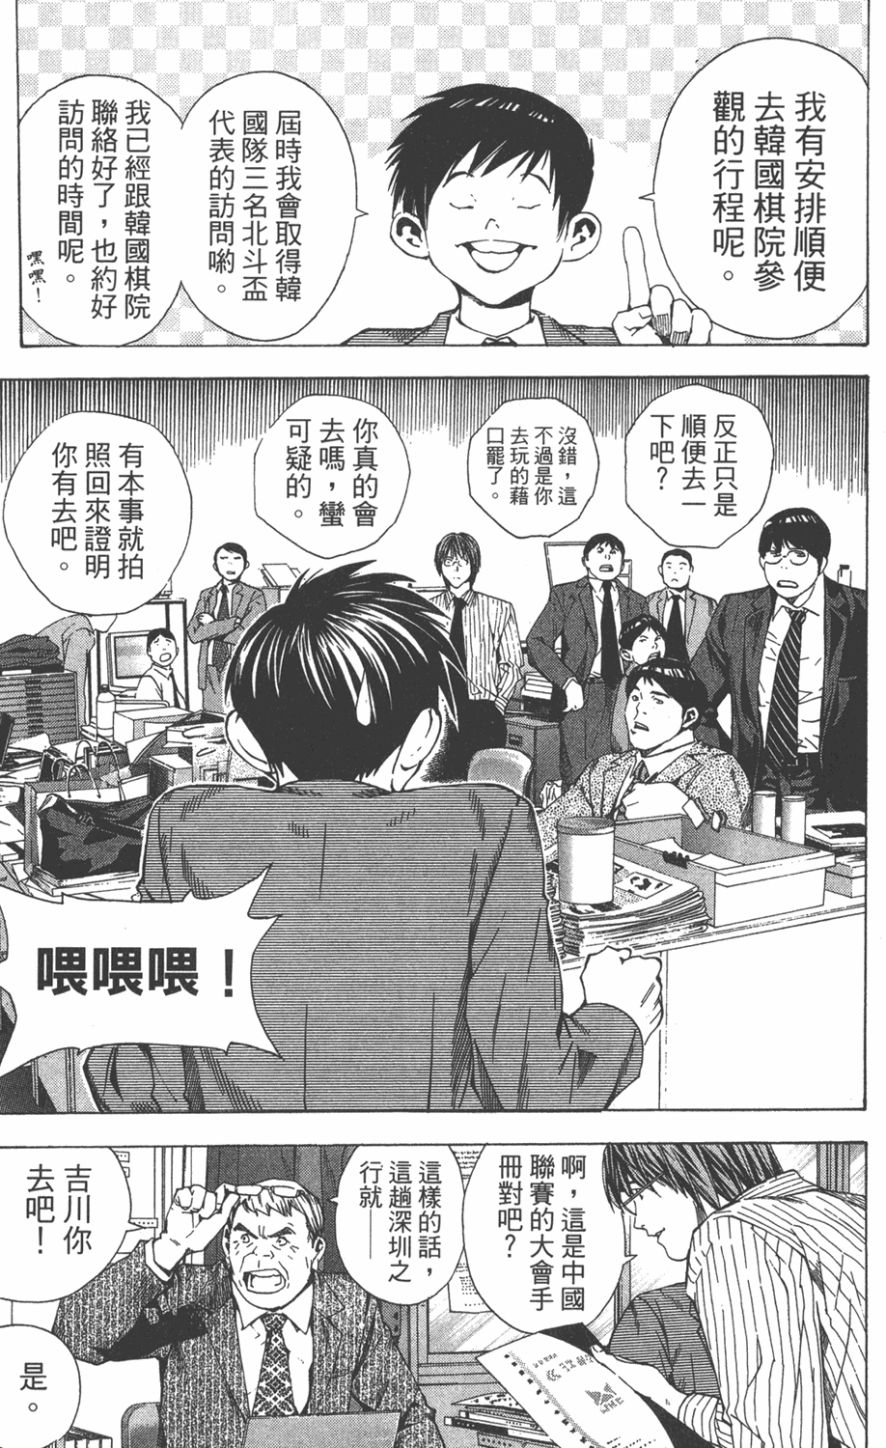 我有安排順便
去韓國棋院參
觀的行程呢。
屆時我會取得韓
國隊三名北斗盃
代表的訪問喲。
我已經跟韓國棋院
聯絡好了，也約好
訪問的時間呢。
嘿嘿！
反正只是
順便去一
下吧？
沒錯，這
不過是你
去玩的藉
口罷了。
你真的會
去嗎，蠻
可疑的。
有本事就拍
照回來證明
你有去吧。
喂喂喂！
啊，這是中國
聯賽的大會手
冊對吧？
這樣的話，
這趟深圳之
行就——
吉川你
去吧！
是。